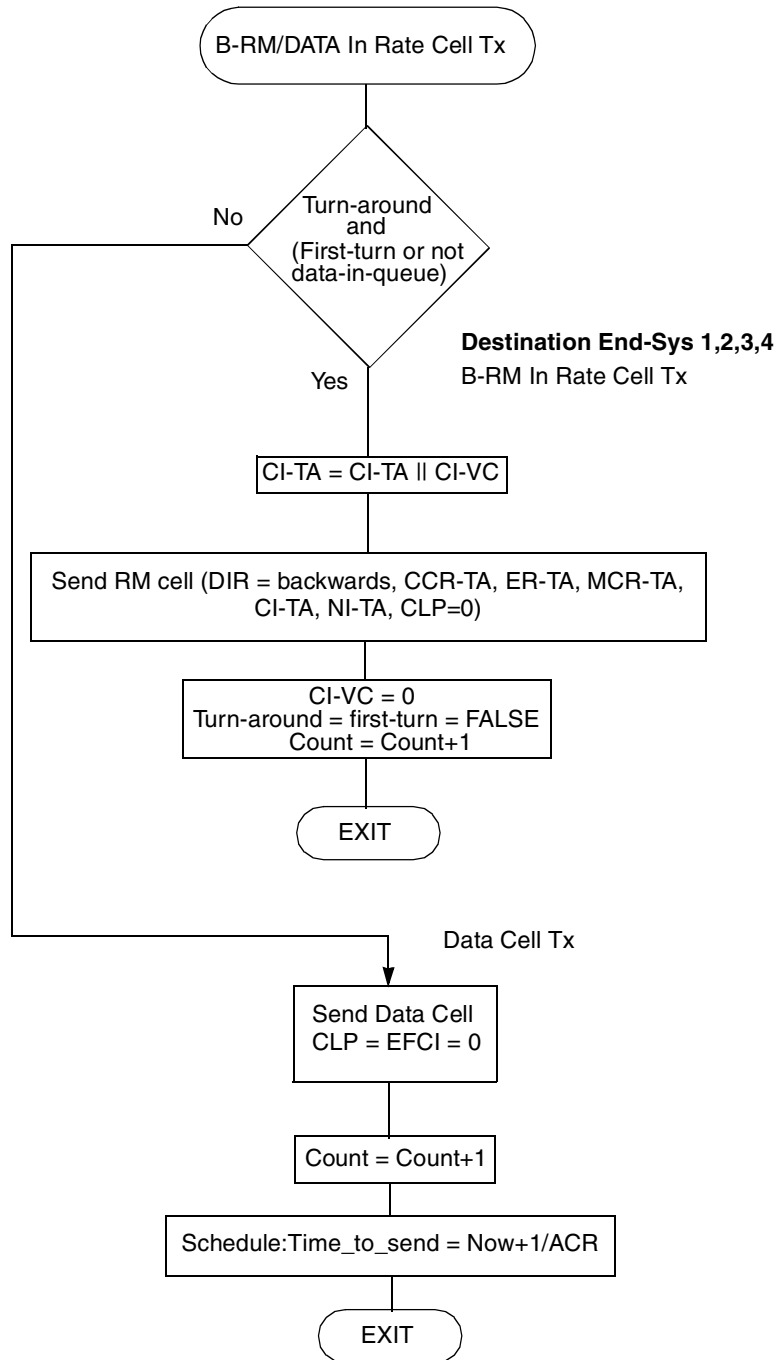 B-RM/DATA In Rate Cell Tx
No
Turn-around
and
(First-turn or not
data-in-queue)
Destination End-Sys 1,2,3,4
B-RM In Rate Cell Tx
Yes
CI-TA = CI-TA || CI-VC
Send RM cell (DIR = backwards, CCR-TA, ER-TA, MCR-TA,
CI-TA, NI-TA, CLP=0)
CI-VC = 0
Turn-around = first-turn = FALSE
Count = Count+1
EXIT
Data Cell Tx
Send Data Cell
CLP = EFCI = 0
Count = Count+1
Schedule:Time_to_send = Now+1/ACR
EXIT